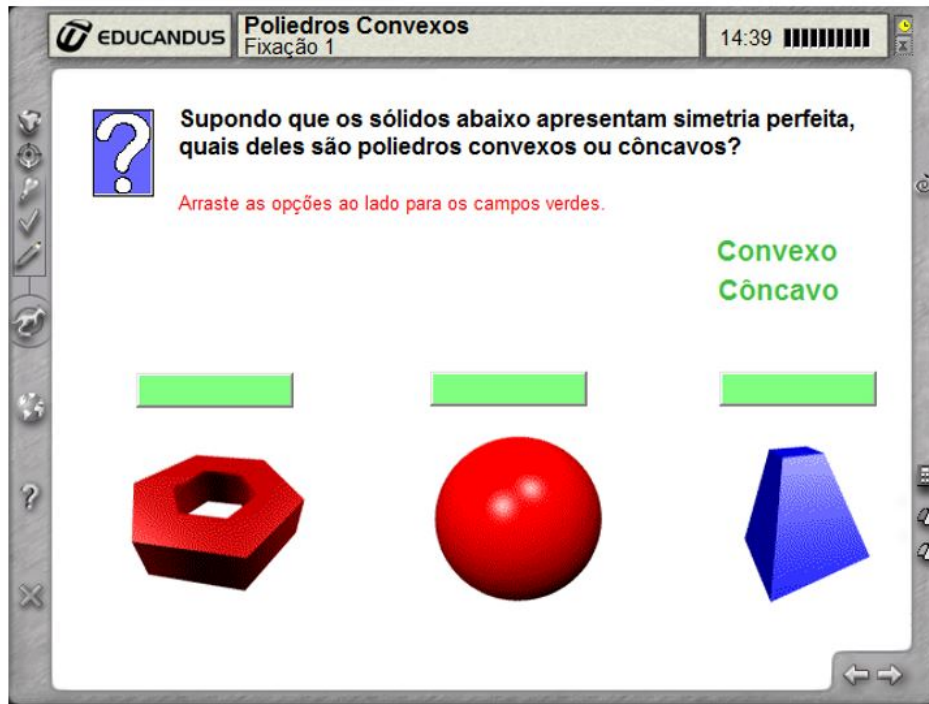 EDUCANDUS
Poliedros Convexos
Fixação 1
14:39
Supondo que os sólidos abaixo apresentam simetria perfeita,
quais deles são poliedros convexos ou côncavos?
Arraste as opções ao lado para os campos verdes.
Convexo
Côncavo